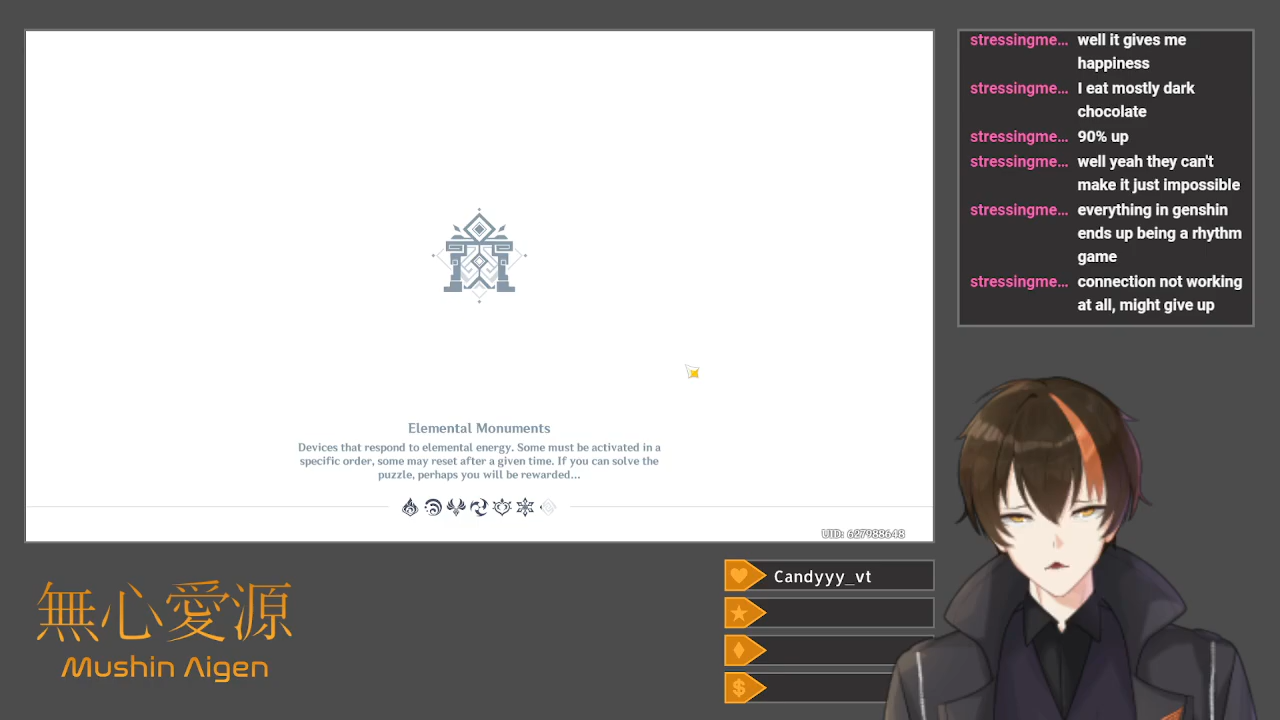 stressingme... well it gives me
happiness
stressingme... I eat mostly dark
chocolate
stressingme... 90% up
stressingme... well yeah they can't
make it just impossible
stressingme... everything in genshin
ends up being a rhythm
game
stressingme... connection not working
at all, might give up
Elemental Monuments
Devices that respond to elemental energy. Some must be activated in a
specific order, some may reset after a given time. If you can solve the
puzzle, perhaps you will be rewarded...
UID: 627988648
Candyyy_vt
無心愛源
Mushin Aigen